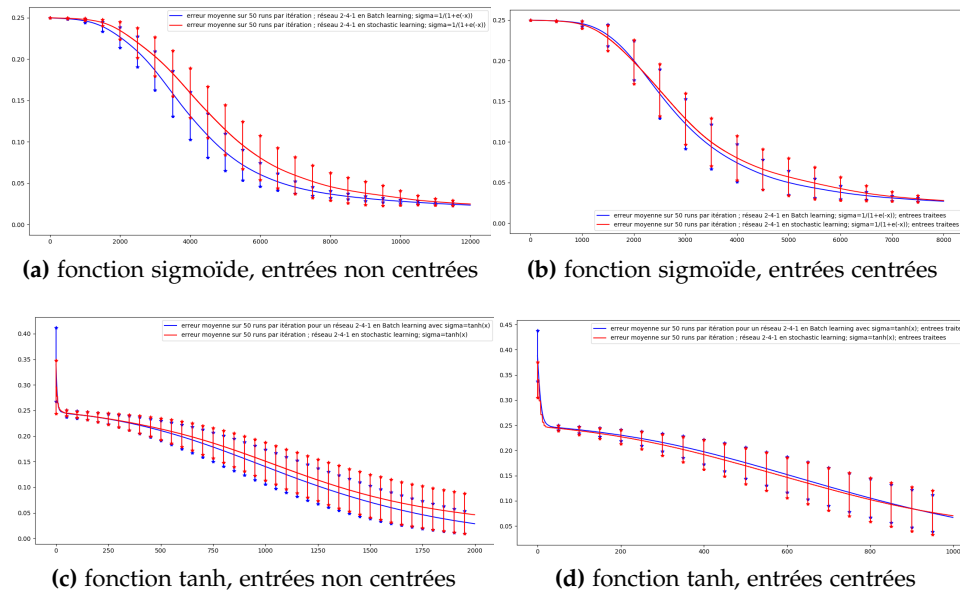 erreur moyenne sur 50 runs par itération ; réseau 2-4-1 en Batch learning; sigma=1/(1+e(-x))
erreur moyenne sur 50 runs par itération ; réseau 2-4-1 en stochastic learning; sigma=1/(1+e(-x))
0.25
0.20
0.15
0.10
0.05
0.00
0 2000 4000 6000 8000 10000 12000
(a) fonction sigmoïde, entrées non centrées
0.25
0.20
0.15
0.10
0.05
0.00
erreur moyenne sur 50 runs par itération ; réseau 2-4-1 en Batch learning; sigma=1/(1+e(-x)); entrees traitees
erreur moyenne sur 50 runs par itération ; réseau 2-4-1 en stochastic learning; sigma=1/(1+e(-x)); entrees traitees
0 1000 2000 3000 4000 5000 6000 7000 8000
(b) fonction sigmoïde, entrées centrées
erreur moyenne sur 50 runs par itération pour un réseau 2-4-1 en Batch learning avec sigma=tanh(x)
erreur moyenne sur 50 runs par itération ; réseau 2-4-1 en stochastic learning; sigma=tanh(x)
0.40
0.35
0.30
0.25
0.20
0.15
0.10
0.05
0.00
0 250 500 750 1000 1250 1500 1750 2000
(c) fonction tanh, entrées non centrées
erreur moyenne sur 50 runs par itération pour un réseau 2-4-1 en Batch learning avec sigma=tanh(x); entrees traite
erreur moyenne sur 50 runs par itération ; réseau 2-4-1 en stochastic learning; sigma=tanh(x); entrees traitees
0.45
0.40
0.35
0.30
0.25
0.20
0.15
0.10
0.05
0 200 400 600 800 1000
(d) fonction tanh, entrées centrées